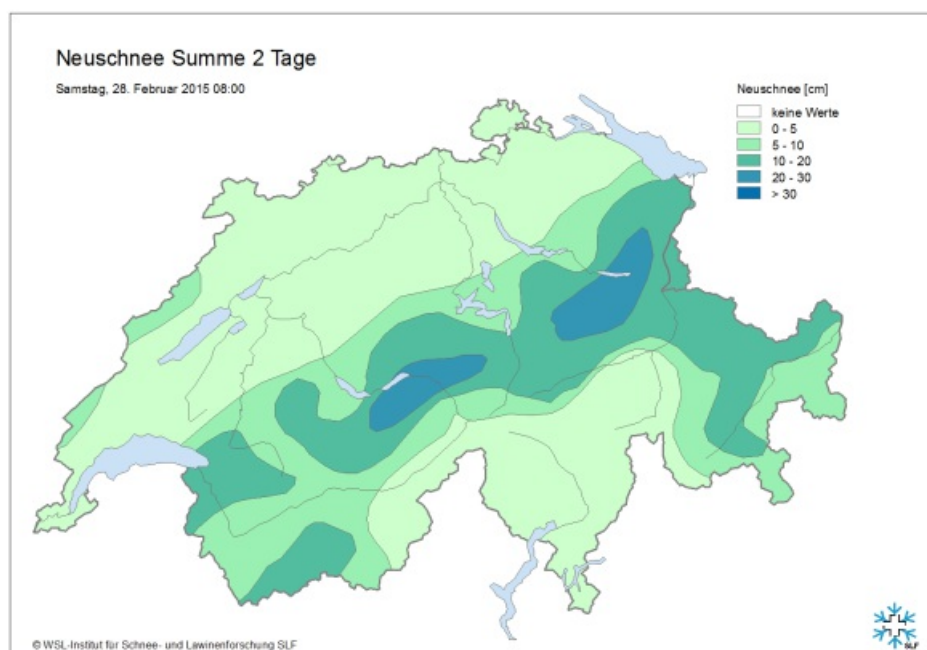 Neuschnee Summe 2 Tage
Samstag, 28. Februar 2015 08:00
Neuschnee [cm]
keine Werte
0 - 5
5 - 10
10 - 20
20 - 30
> 30
© WSL-Institut für Schnee- und Lawinenforschung SLF
SLF